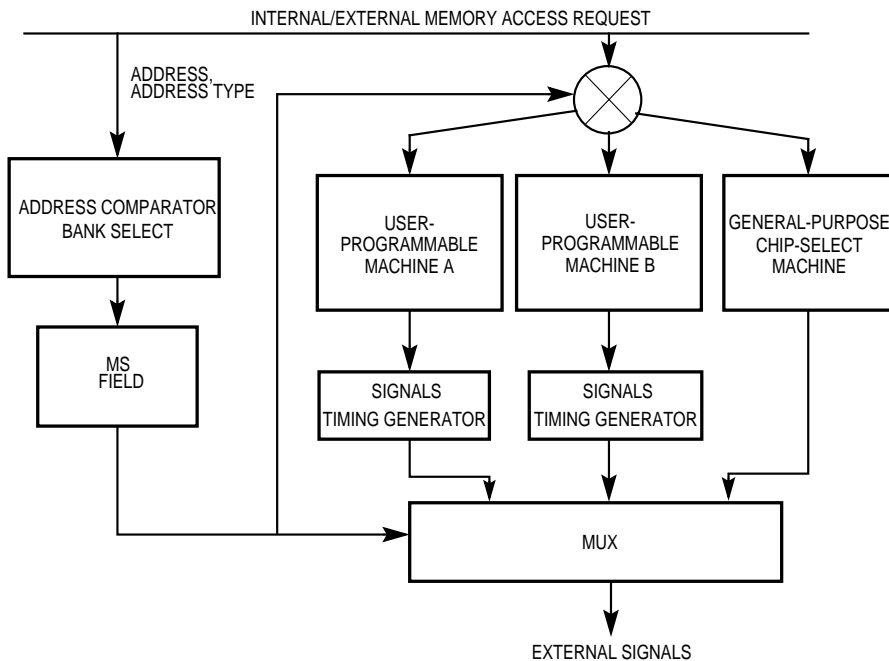 INTERNAL/EXTERNAL MEMORY ACCESS REQUEST
ADDRESS,
ADDRESS TYPE
ADDRESS COMPARATOR
BANK SELECT
USER-
PROGRAMMABLE
MACHINE A
USER-
PROGRAMMABLE
MACHINE B
GENERAL-PURPOSE
CHIP-SELECT
MACHINE
MS
FIELD
SIGNALS
TIMING GENERATOR
SIGNALS
TIMING GENERATOR
MUX
EXTERNAL SIGNALS